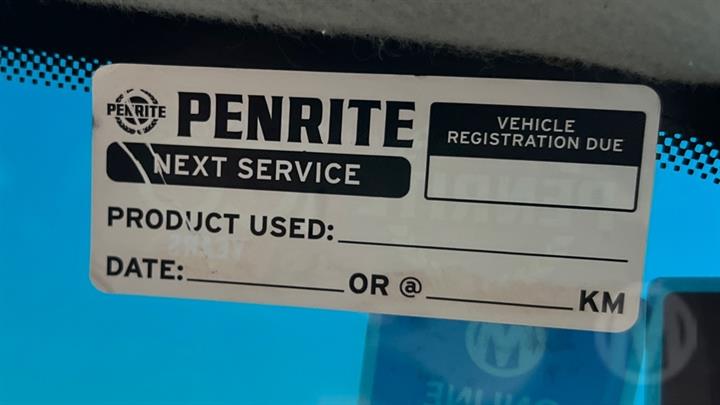 PENRITE
PENRITE
VEHICLE
REGISTRATION DUE
NEXT SERVICE
PRODUCT USED:
DATE: OR @ KM
M